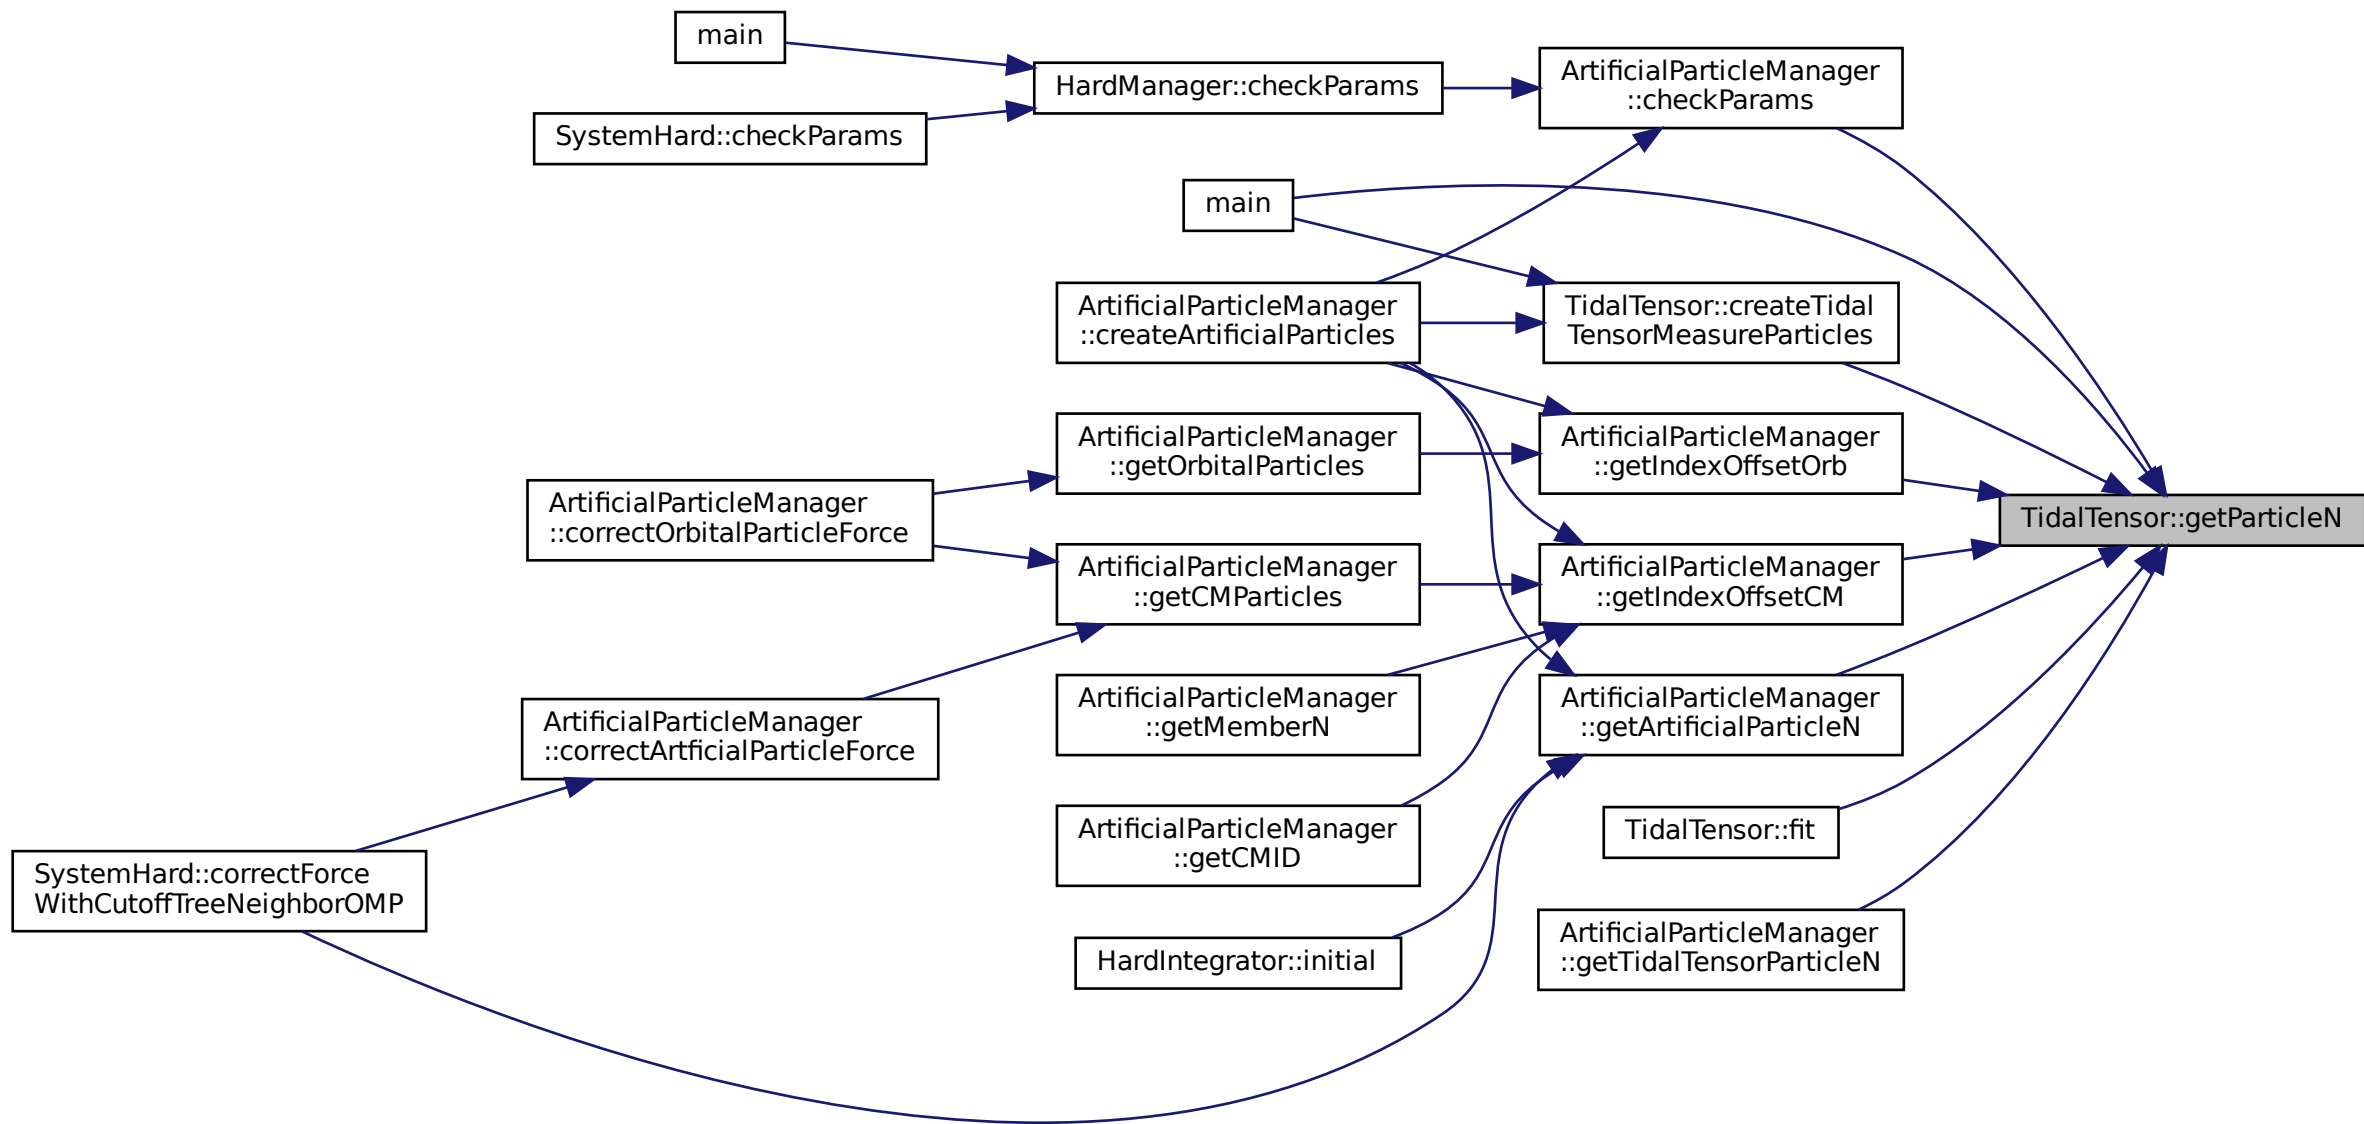 main
HardManager::checkParams
SystemHard::checkParams
ArtificialParticleManager
::checkParams
main
ArtificialParticleManager
::createArtificialParticles
TidalTensor::createTidal
TensorMeasureParticles
ArtificialParticleManager
::getOrbitalParticles
ArtificialParticleManager
::getIndexOffsetOrb
ArtificialParticleManager
::correctOrbitalParticleForce
TidalTensor::getParticleN
ArtificialParticleManager
::getCMParticles
ArtificialParticleManager
::getIndexOffsetCM
ArtificialParticleManager
::correctArtficialParticleForce
ArtificialParticleManager
::getMemberN
ArtificialParticleManager
::getArtificialParticleN
ArtificialParticleManager
::getCMID
TidalTensor::fit
SystemHard::correctForce
WithCutoffTreeNeighborOMP
HardIntegrator::initial
ArtificialParticleManager
::getTidalTensorParticleN